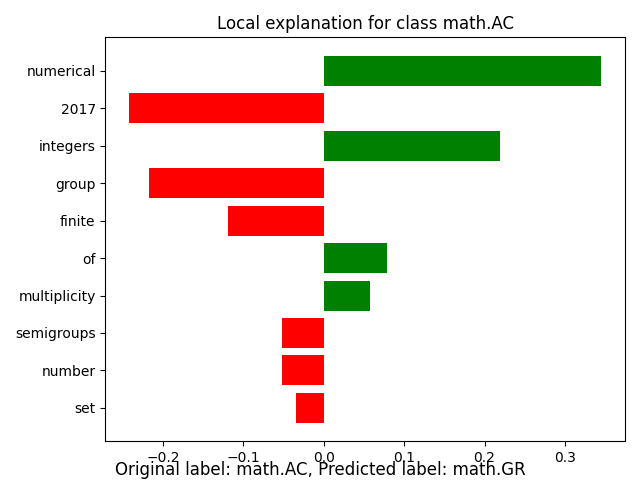 Local explanation for class math.AC
numerical
2017
integers
group
finite
of
multiplicity
semigroups
number
set
−0.2 −0.1 0.0 0.1 0.2 0.3
Original label: math.AC, Predicted label: math.GR